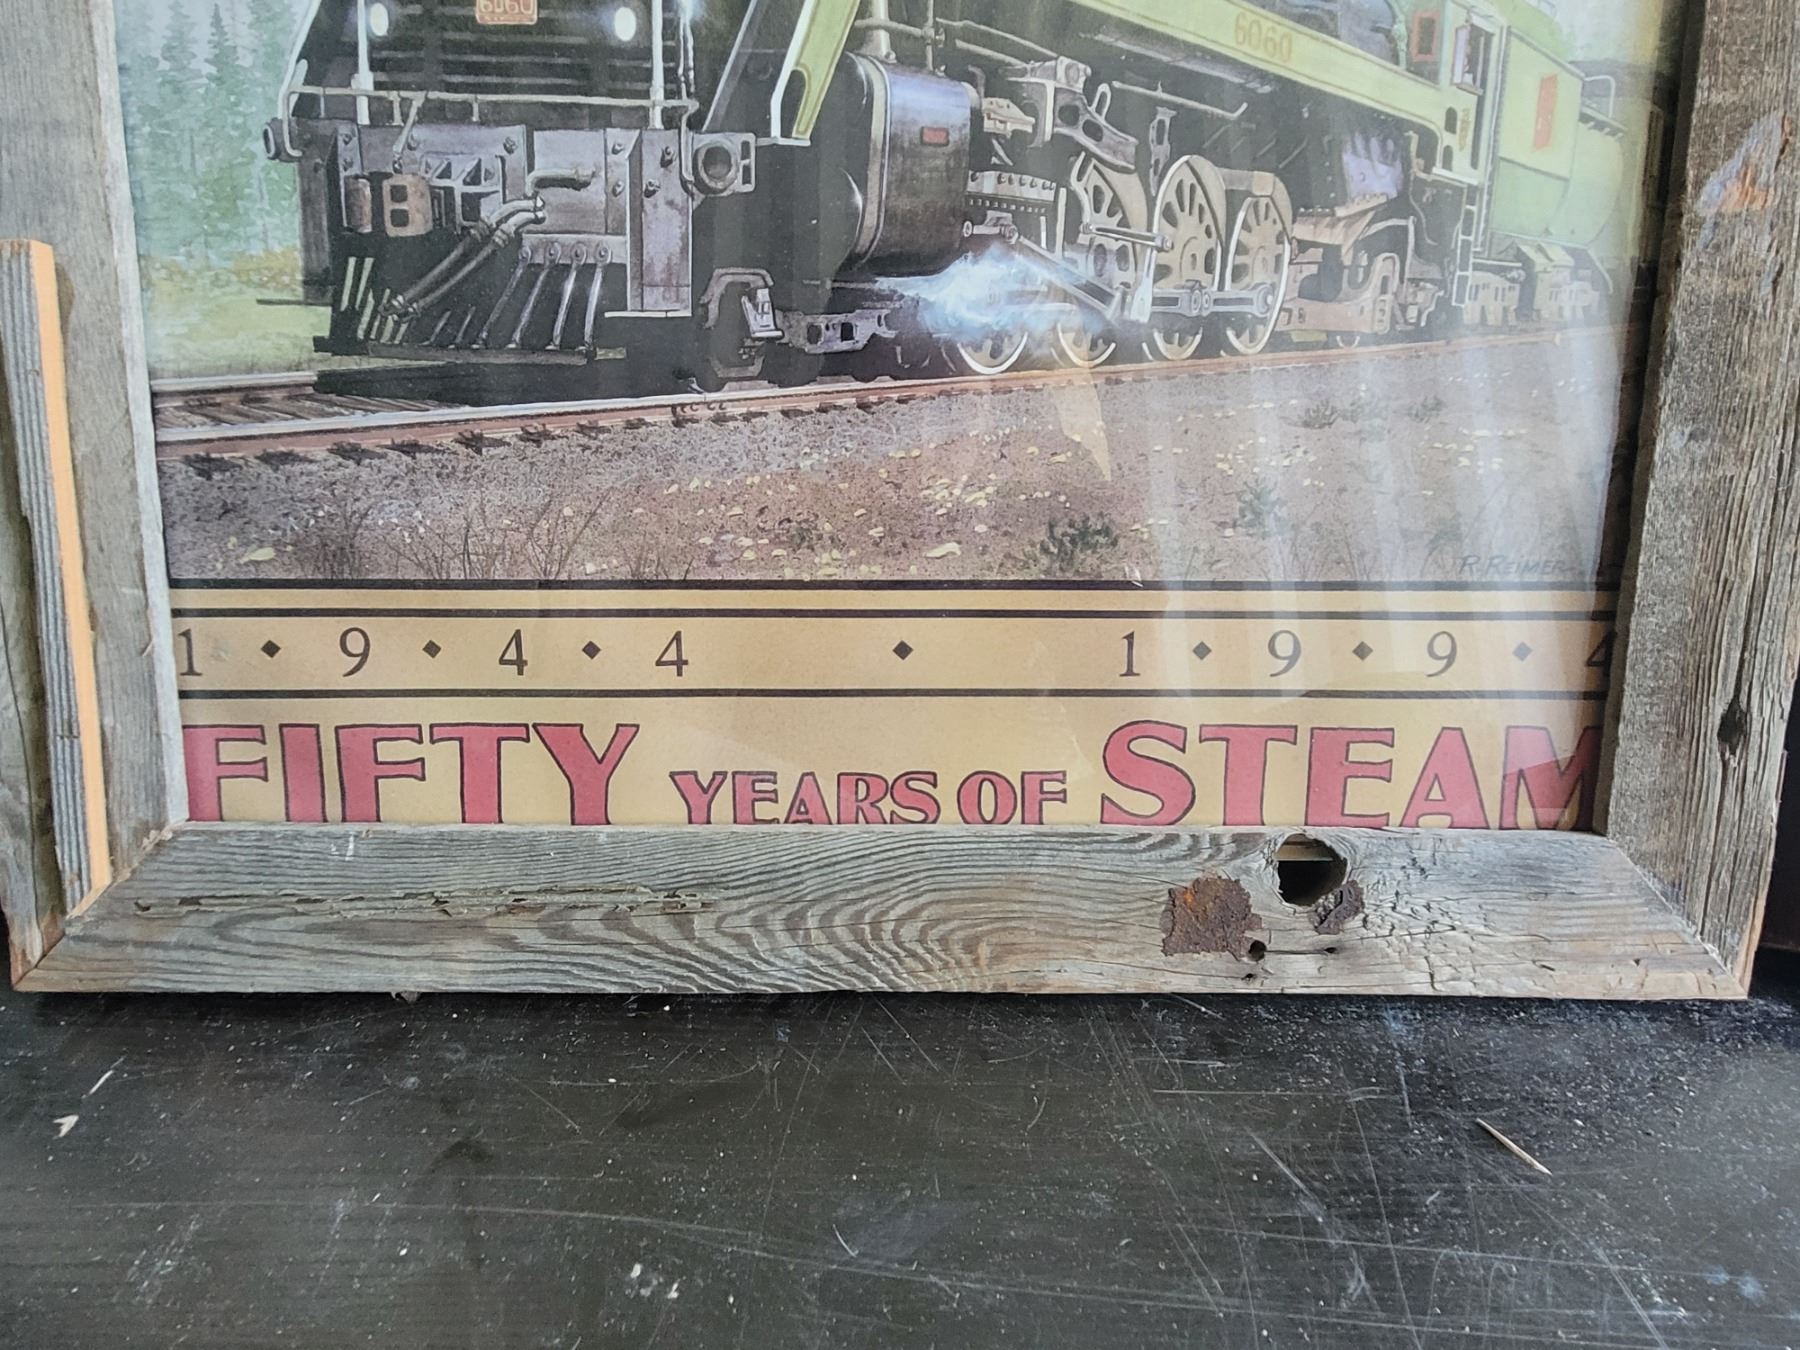 6060
6060
R. REIMER
1 ◆ 9 ◆ 4 ◆ 4 ◆ 1 ◆ 9 ◆ 9 ◆ 4
FIFTY YEARS OF STEAM